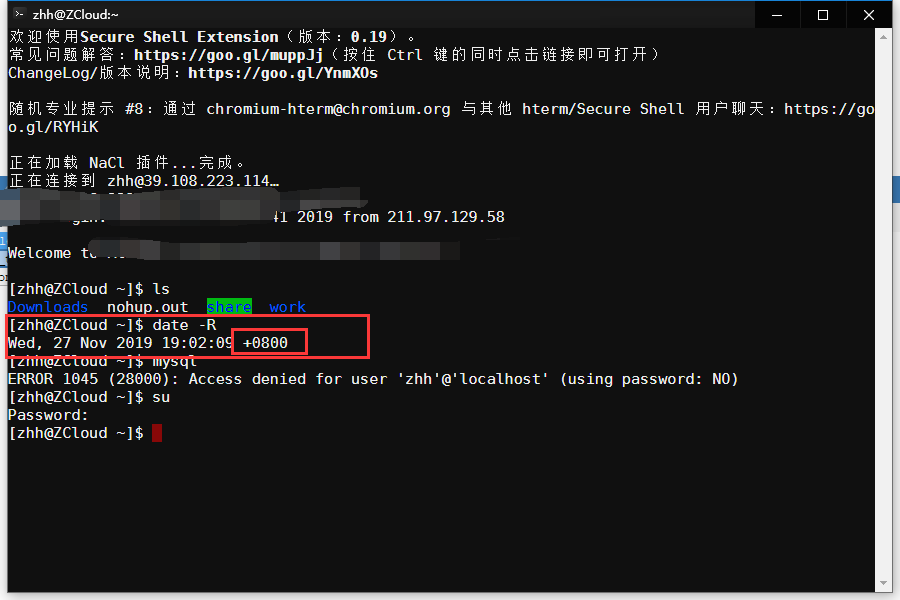 zhh@ZCloud:~
欢迎使用Secure Shell Extension（版本：0.19）。
常见问题解答：https://goo.gl/muppJj（按住 Ctrl 键的同时点击链接即可打开）
ChangeLog/版本说明：https://goo.gl/YnmXOs
随机专业提示 #8：通过 chromium-hterm@chromium.org 与其他 hterm/Secure Shell 用户聊天：https://go
o.gl/RYHiK
正在加载 NaCl 插件...完成。
正在连接到 zhh@39.108.223.114…
2019 from 211.97.129.58
Welcome
[zhh@ZCloud ~]$ ls
Downloads nohup.out share work
[zhh@ZCloud ~]$ date -R
Wed, 27 Nov 2019 19:02:09 +0800
[zhh@ZCloud ~]$ mysql
ERROR 1045 (28000): Access denied for user 'zhh'@'localhost' (using password: NO)
[zhh@ZCloud ~]$ su
Password:
[zhh@ZCloud ~]$